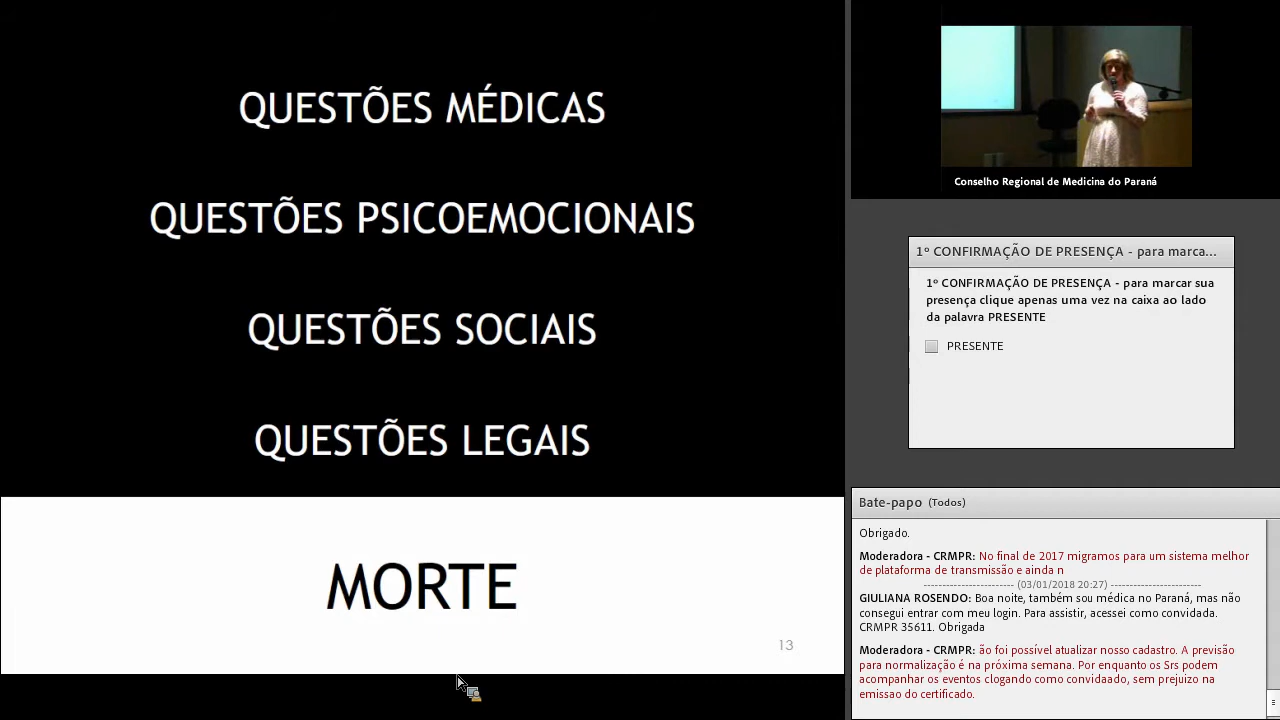 QUESTÕES MÉDICAS
QUESTÕES PSICOEMOCIONAIS
QUESTÕES SOCIAIS
QUESTÕES LEGAIS
MORTE
13
Conselho Regional de Medicina do Paraná
1º CONFIRMAÇÃO DE PRESENÇA - para marca...
1º CONFIRMAÇÃO DE PRESENÇA - para marcar sua
presença clique apenas uma vez na caixa ao lado
da palavra PRESENTE
PRESENTE
Bate-papo (Todos)
Obrigado.
Moderadora - CRMPR: No final de 2017 migramos para um sistema melhor
de plataforma de transmissão e ainda n
------------------------ (03/01/2018 20:27) ------------------------
GIULIANA ROSENDO: Boa noite, também sou médica no Paraná, mas não
consegui entrar com meu login. Para assistir, acessei como convidada.
CRMPR 35611. Obrigada
Moderadora - CRMPR: ão foi possível atualizar nosso cadastro. A previsão
para normalização é na próxima semana. Por enquanto os Srs podem
acompanhar os eventos clogando como convidaado, sem prejuizo na
emissao do certificado.